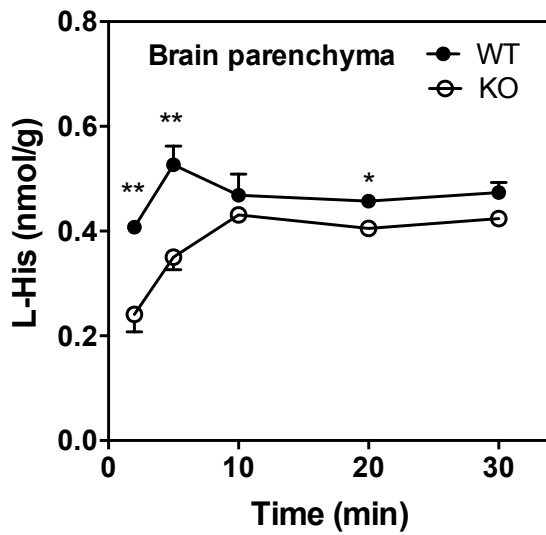 Brain parenchyma
WT
KO
**
**
*
L-His (nmol/g)
0.8
0.6
0.4
0.2
0.0
0 10 20 30
Time (min)